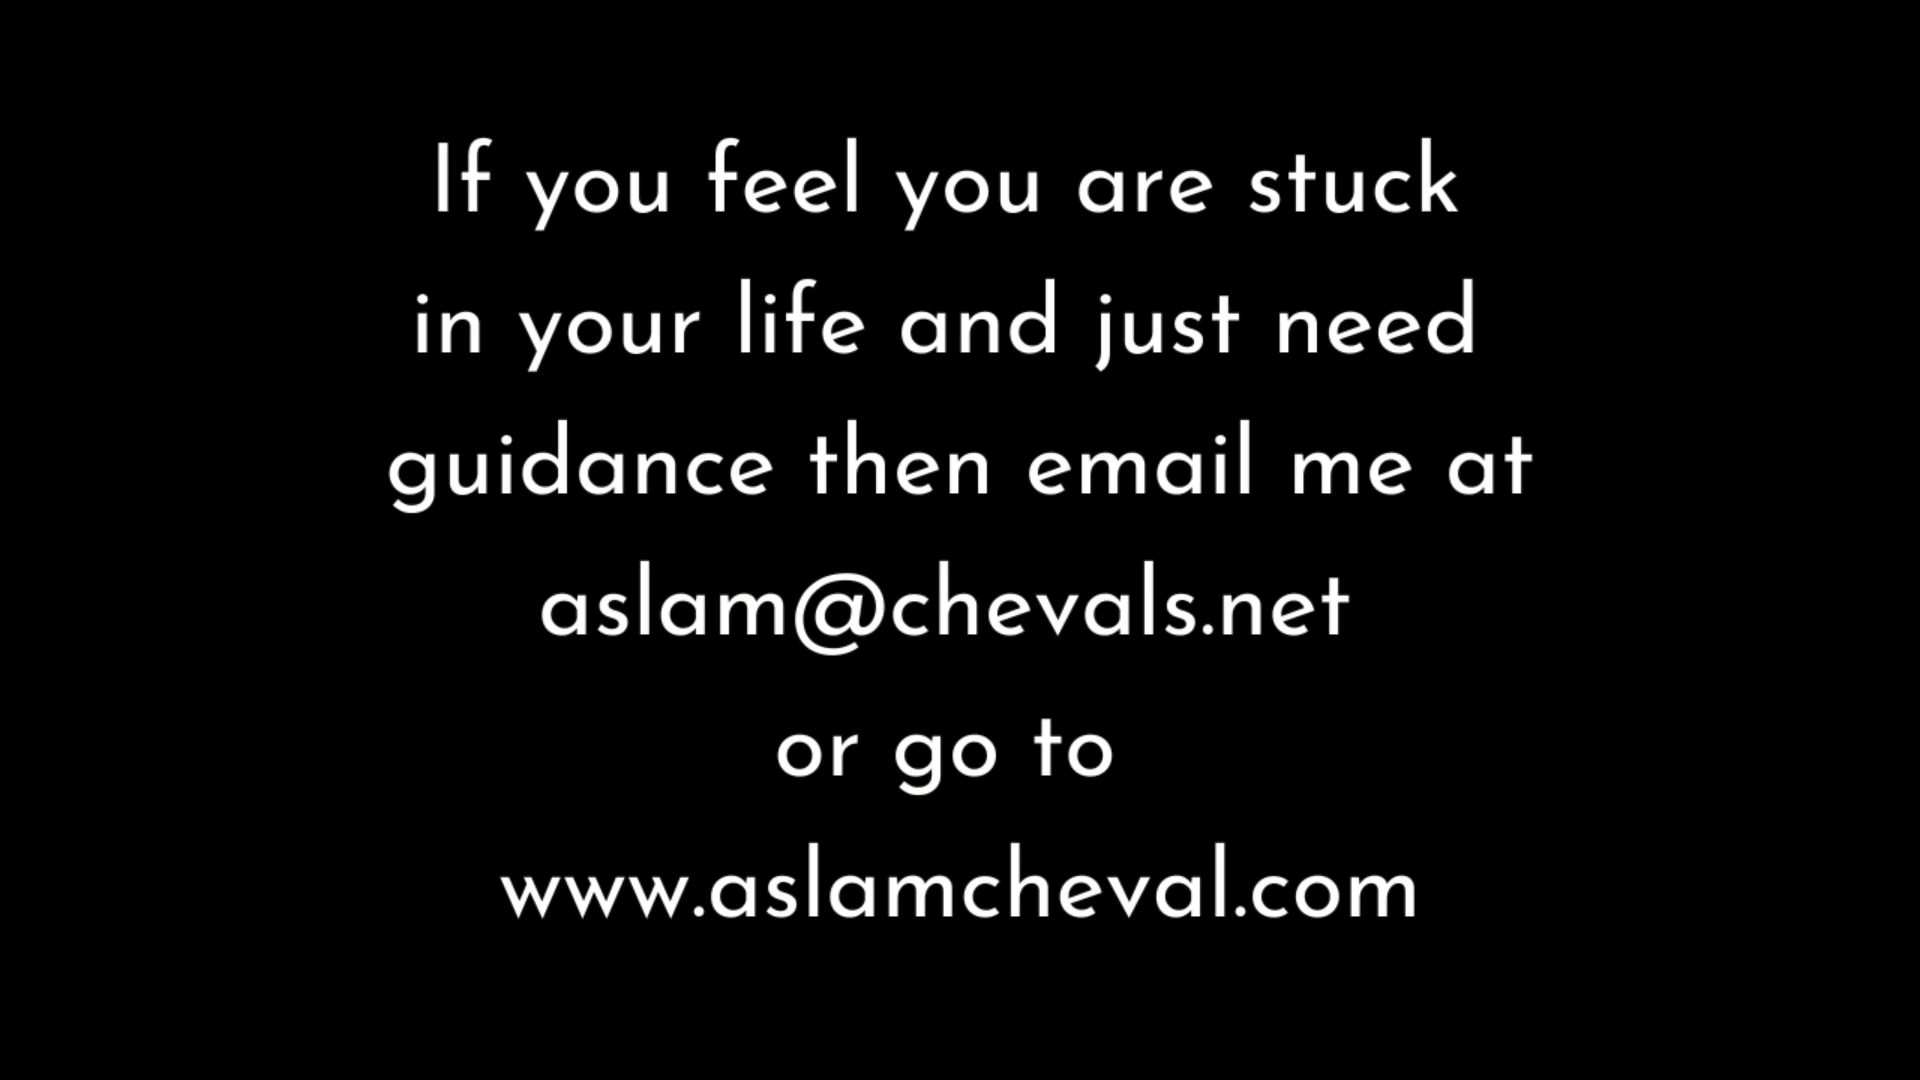 If you feel you are stuck
in your life and just need
guidance then email me at
aslam@chevals.net
or go to
www.aslamcheval.com